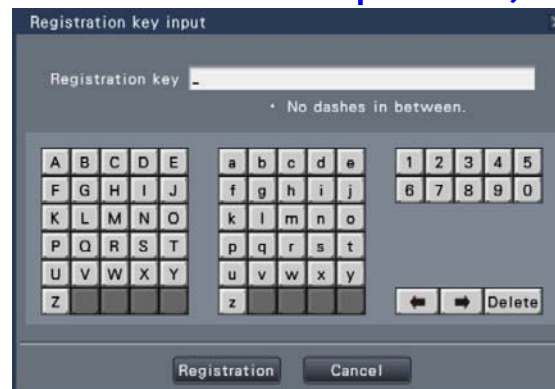 Registration key input
Registration key _
・ No dashes in between.
A B C D E a b c d e 1 2 3 4 5
F G H I J f g h i j 6 7 8 9 0
K L M N O k l m n o
P Q R S T p q r s t
U V W X Y u v w x y
Z z ← → Delete
Registration Cancel